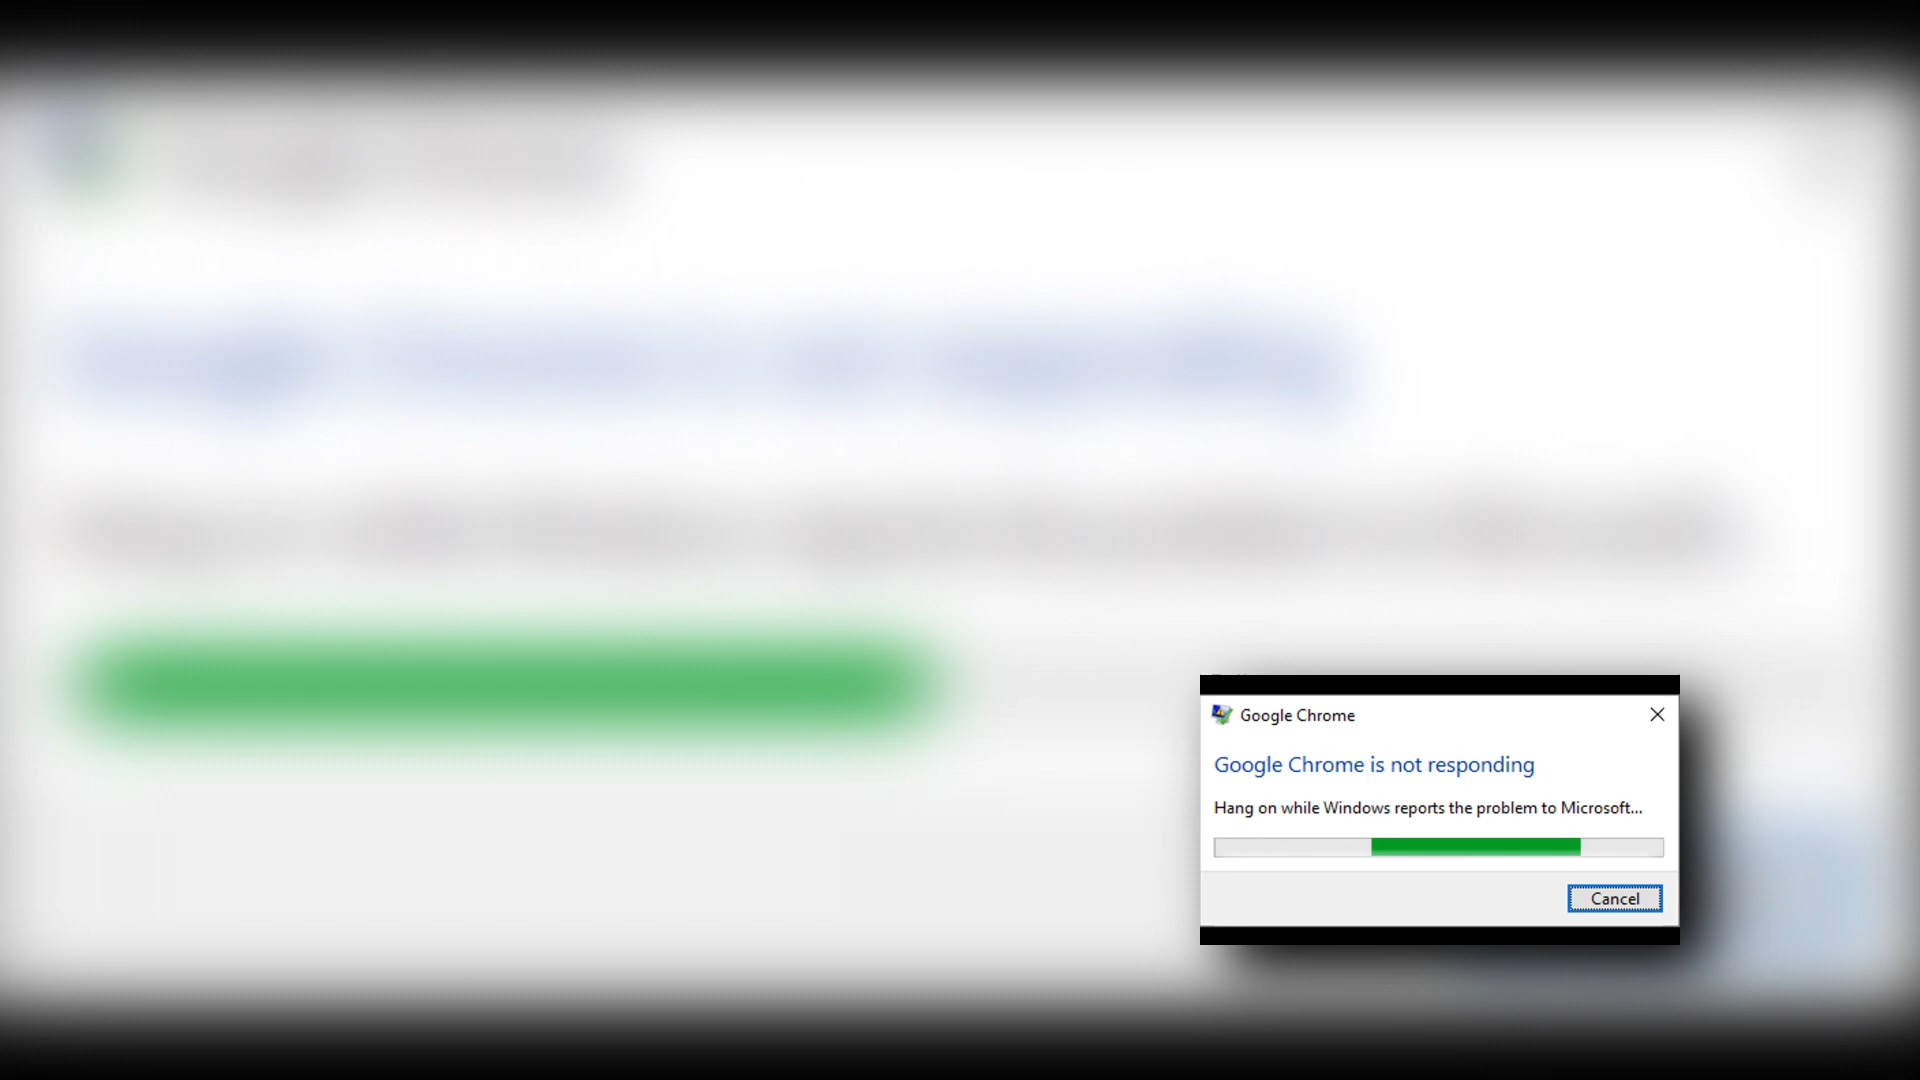 Google Chrome
Google Chrome is not responding
Hang on while Windows reports the problem to Microsoft...
Cancel